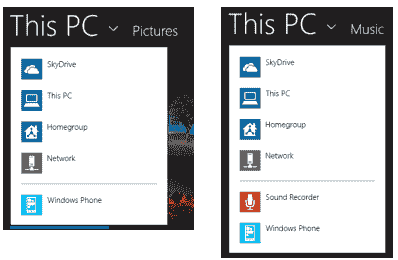 This PC Pictures
SkyDrive
This PC
Homegroup
Network
Windows Phone
This PC Music
SkyDrive
This PC
Homegroup
Network
Sound Recorder
Windows Phone